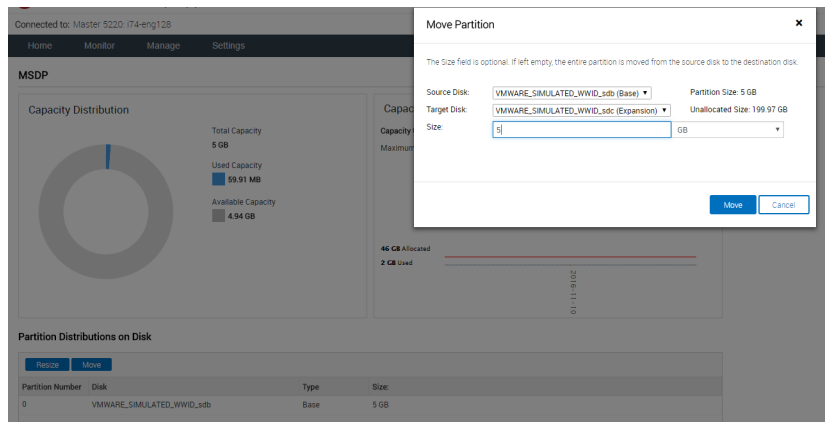 Connected to: Master 5220: i74-eng128
Home Monitor Manage Settings
MSDP
Capacity Distribution
Total Capacity
5 GB
Used Capacity
59.91 MB
Available Capacity
4.94 GB
Capac
Capacity
Maximum
46 GB Allocated
2 GB Used
2016-11-10
Move Partition ×
The Size field is optional. If left empty, the entire partition is moved from the source disk to the destination disk.
Source Disk: VMWARE_SIMULATED_WWID_sdb (Base) Partition Size: 5 GB
Target Disk: VMWARE_SIMULATED_WWID_sdc (Expansion) Unallocated Size: 199.97 GB
Size: 5 GB
Move Cancel
Partition Distributions on Disk
Resize Move
Partition Number Disk Type Size:
0 VMWARE_SIMULATED_WWID_sdb Base 5 GB